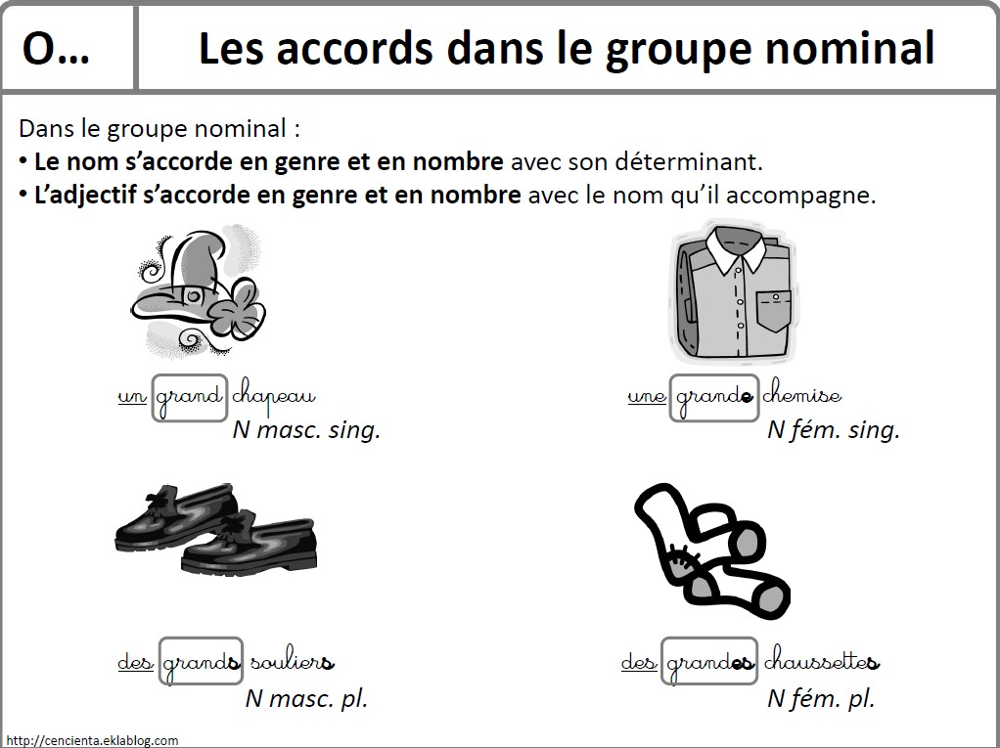 O...
Les accords dans le groupe nominal
Dans le groupe nominal :
• Le nom s’accorde en genre et en nombre avec son déterminant.
• L’adjectif s’accorde en genre et en nombre avec le nom qu’il accompagne.
un grand chapeau
N masc. sing.
une grande chemise
N fém. sing.
des grands souliers
N masc. pl.
des grandes chaussettes
N fém. pl.
http://cencienta.eklablog.com